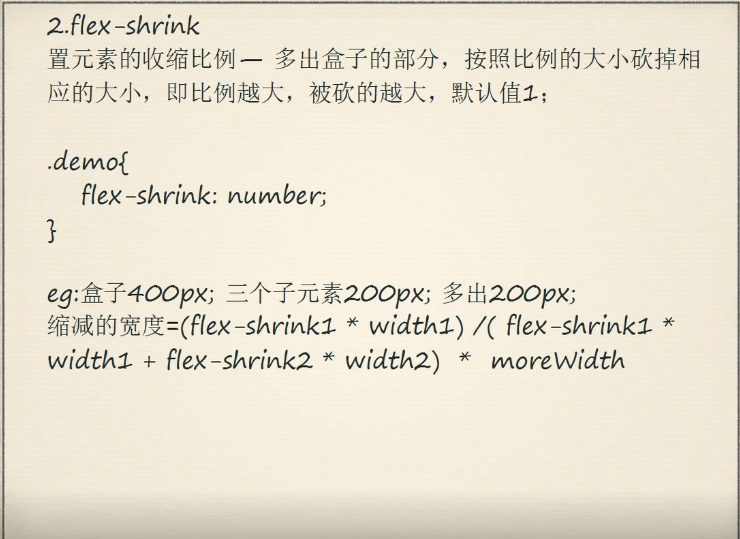 2.flex-shrink
置元素的收缩比例— 多出盒子的部分，按照比例的大小砍掉相
应的大小，即比例越大，被砍的越大，默认值1；
.demo{
flex-shrink: number;
}
eg:盒子400px; 三个子元素200px; 多出200px;
缩减的宽度=(flex-shrink1 * width1) /( flex-shrink1 *
width1 + flex-shrink2 * width2) * moreWidth